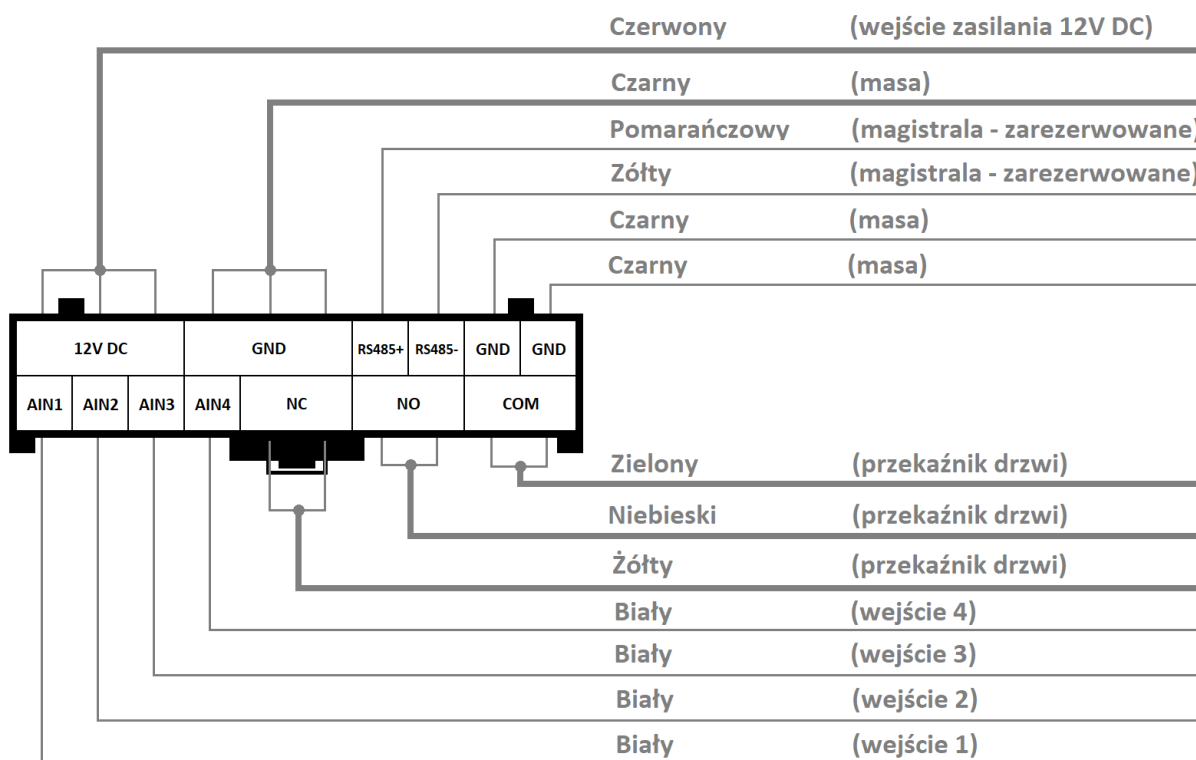 Czerwony (wejście zasilania 12V DC)
Czarny (masa)
Pomarańczowy (magistrala - zarezerwowane)
Zółty (magistrala - zarezerwowane)
Czarny (masa)
Czarny (masa)
12V DC GND RS485+ RS485- GND GND
AIN1 AIN2 AIN3 AIN4 NC NO COM
Zielony (przekaźnik drzwi)
Niebieski (przekaźnik drzwi)
Żółty (przekaźnik drzwi)
Biały (wejście 4)
Biały (wejście 3)
Biały (wejście 2)
Biały (wejście 1)